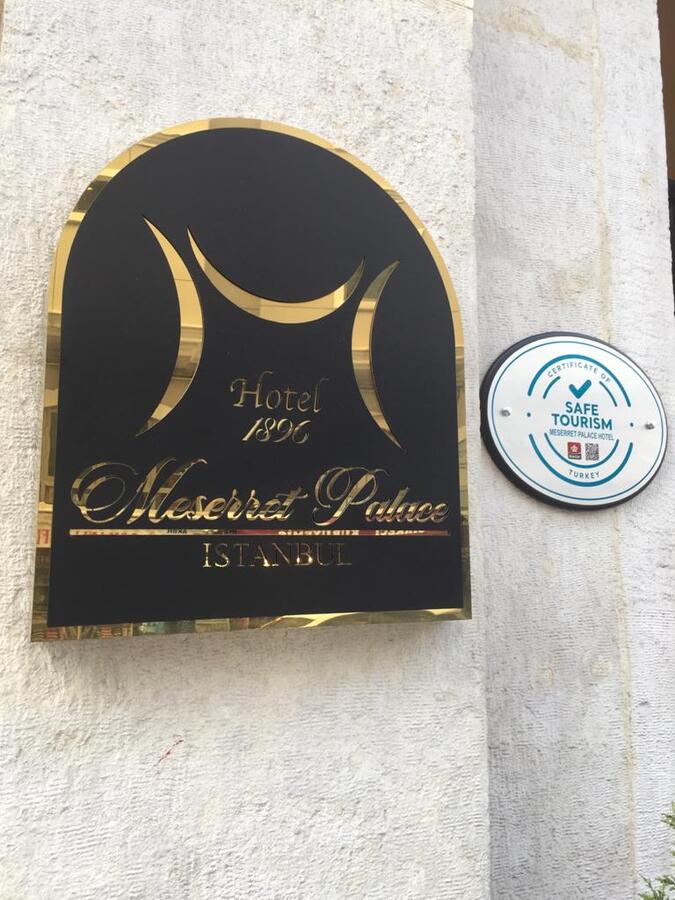 Hotel
1896
Meserret Palace
ISTANBUL
CERTIFICATE OF
SAFE
TOURISM
MESERRET PALACE HOTEL
TURKEY